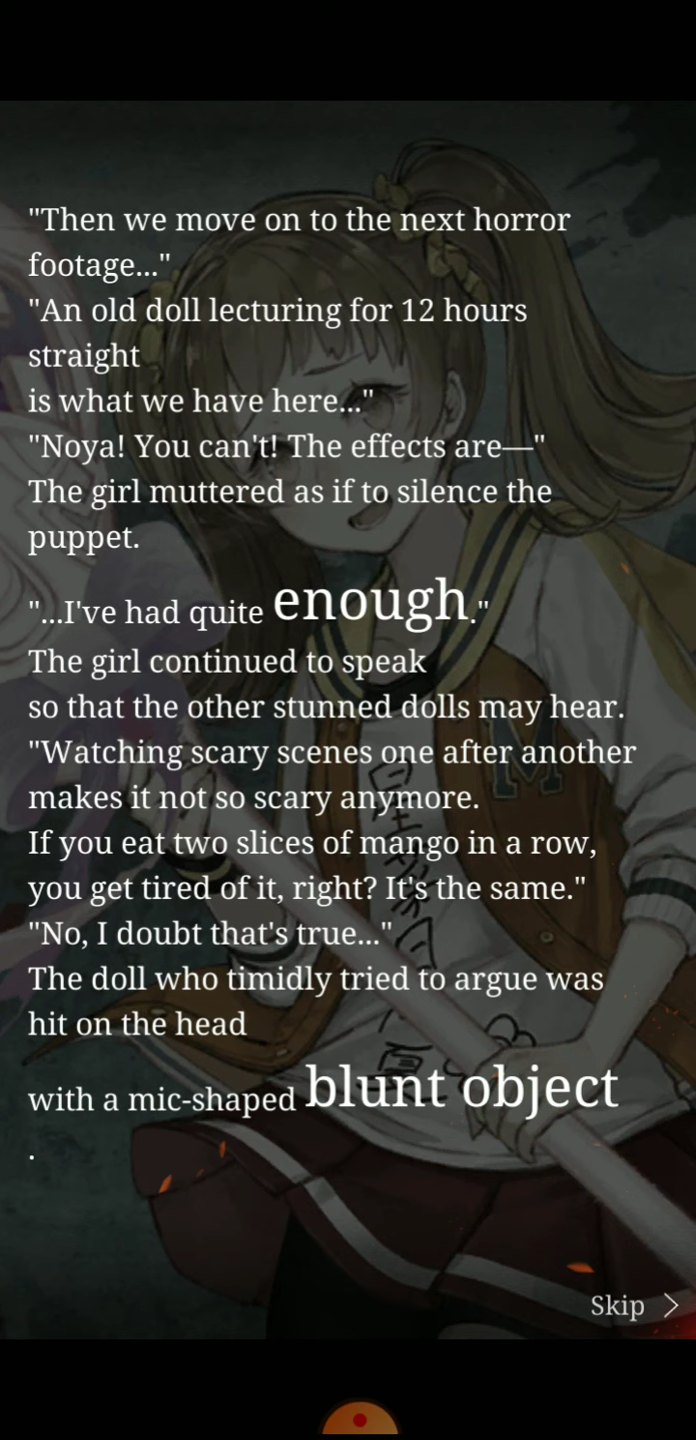 "Then we move on to the next horror
footage..."
"An old doll lecturing for 12 hours
straight
is what we have here..."
"Noya! You can't! The effects are—"
The girl muttered as if to silence the
puppet.
"...I've had quite enough."
The girl continued to speak
so that the other stunned dolls may hear.
"Watching scary scenes one after another
makes it not so scary anymore.
If you eat two slices of mango in a row,
you get tired of it, right? It's the same."
"No, I doubt that's true..."
The doll who timidly tried to argue was
hit on the head
with a mic-shaped blunt object
.
M
Skip